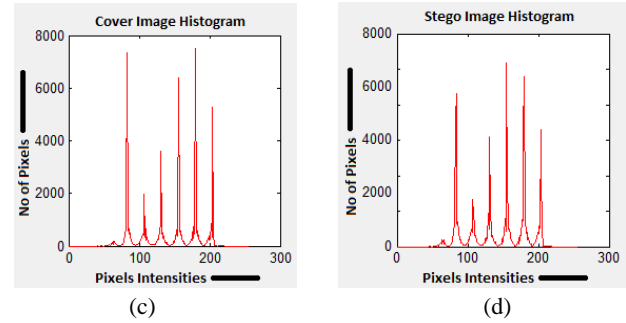 Cover Image Histogram
8000
6000
4000
2000
0
0
100
200
300
No of Pixels
Pixels Intensities
(c)
Stego Image Histogram
8000
6000
4000
2000
0
0
100
200
300
No of Pixels
Pixels Intensities
(d)